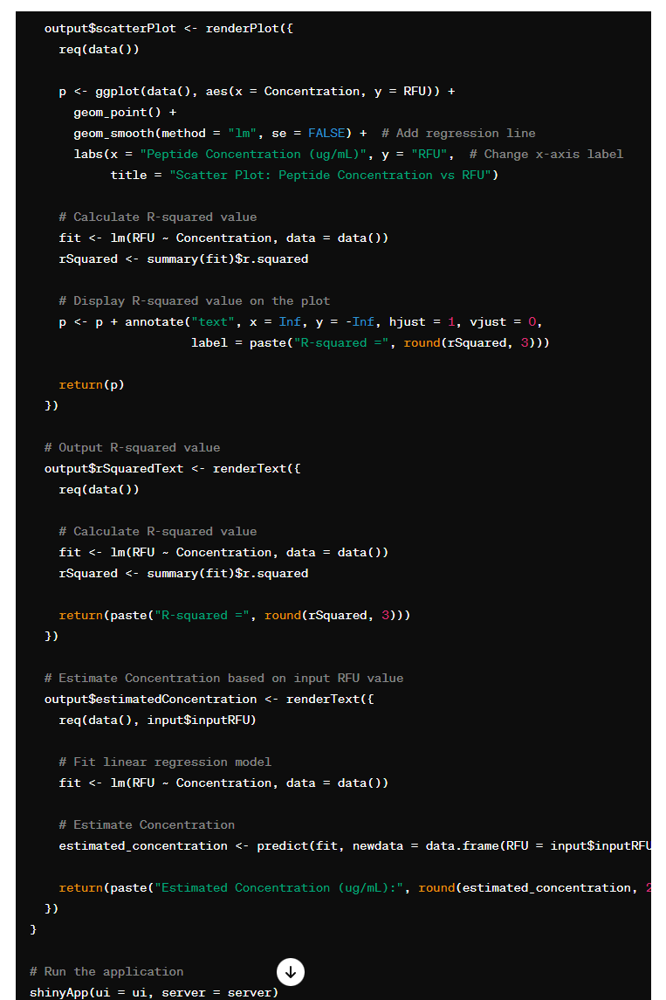 output$scatterPlot <- renderPlot({
req(data())
p <- ggplot(data(), aes(x = Concentration, y = RFU)) +
geom_point() +
geom_smooth(method = "lm", se = FALSE) +  # Add regression line
labs(x = "Peptide Concentration (ug/mL)", y = "RFU",  # Change x-axis label
title = "Scatter Plot: Peptide Concentration vs RFU")
# Calculate R-squared value
fit <- lm(RFU ~ Concentration, data = data())
rSquared <- summary(fit)$r.squared
# Display R-squared value on the plot
p <- p + annotate("text", x = Inf, y = -Inf, hjust = 1, vjust = 0,
label = paste("R-squared =", round(rSquared, 3)))
return(p)
})
# Output R-squared value
output$rSquaredText <- renderText({
req(data())
# Calculate R-squared value
fit <- lm(RFU ~ Concentration, data = data())
rSquared <- summary(fit)$r.squared
return(paste("R-squared =", round(rSquared, 3)))
})
# Estimate Concentration based on input RFU value
output$estimatedConcentration <- renderText({
req(data(), input$inputRFU)
# Fit linear regression model
fit <- lm(RFU ~ Concentration, data = data())
# Estimate Concentration
estimated_concentration <- predict(fit, newdata = data.frame(RFU = input$inputRFU
return(paste("Estimated Concentration (ug/mL):", round(estimated_concentration, 2
})
}
# Run the application
shinyApp(ui = ui, server = server)